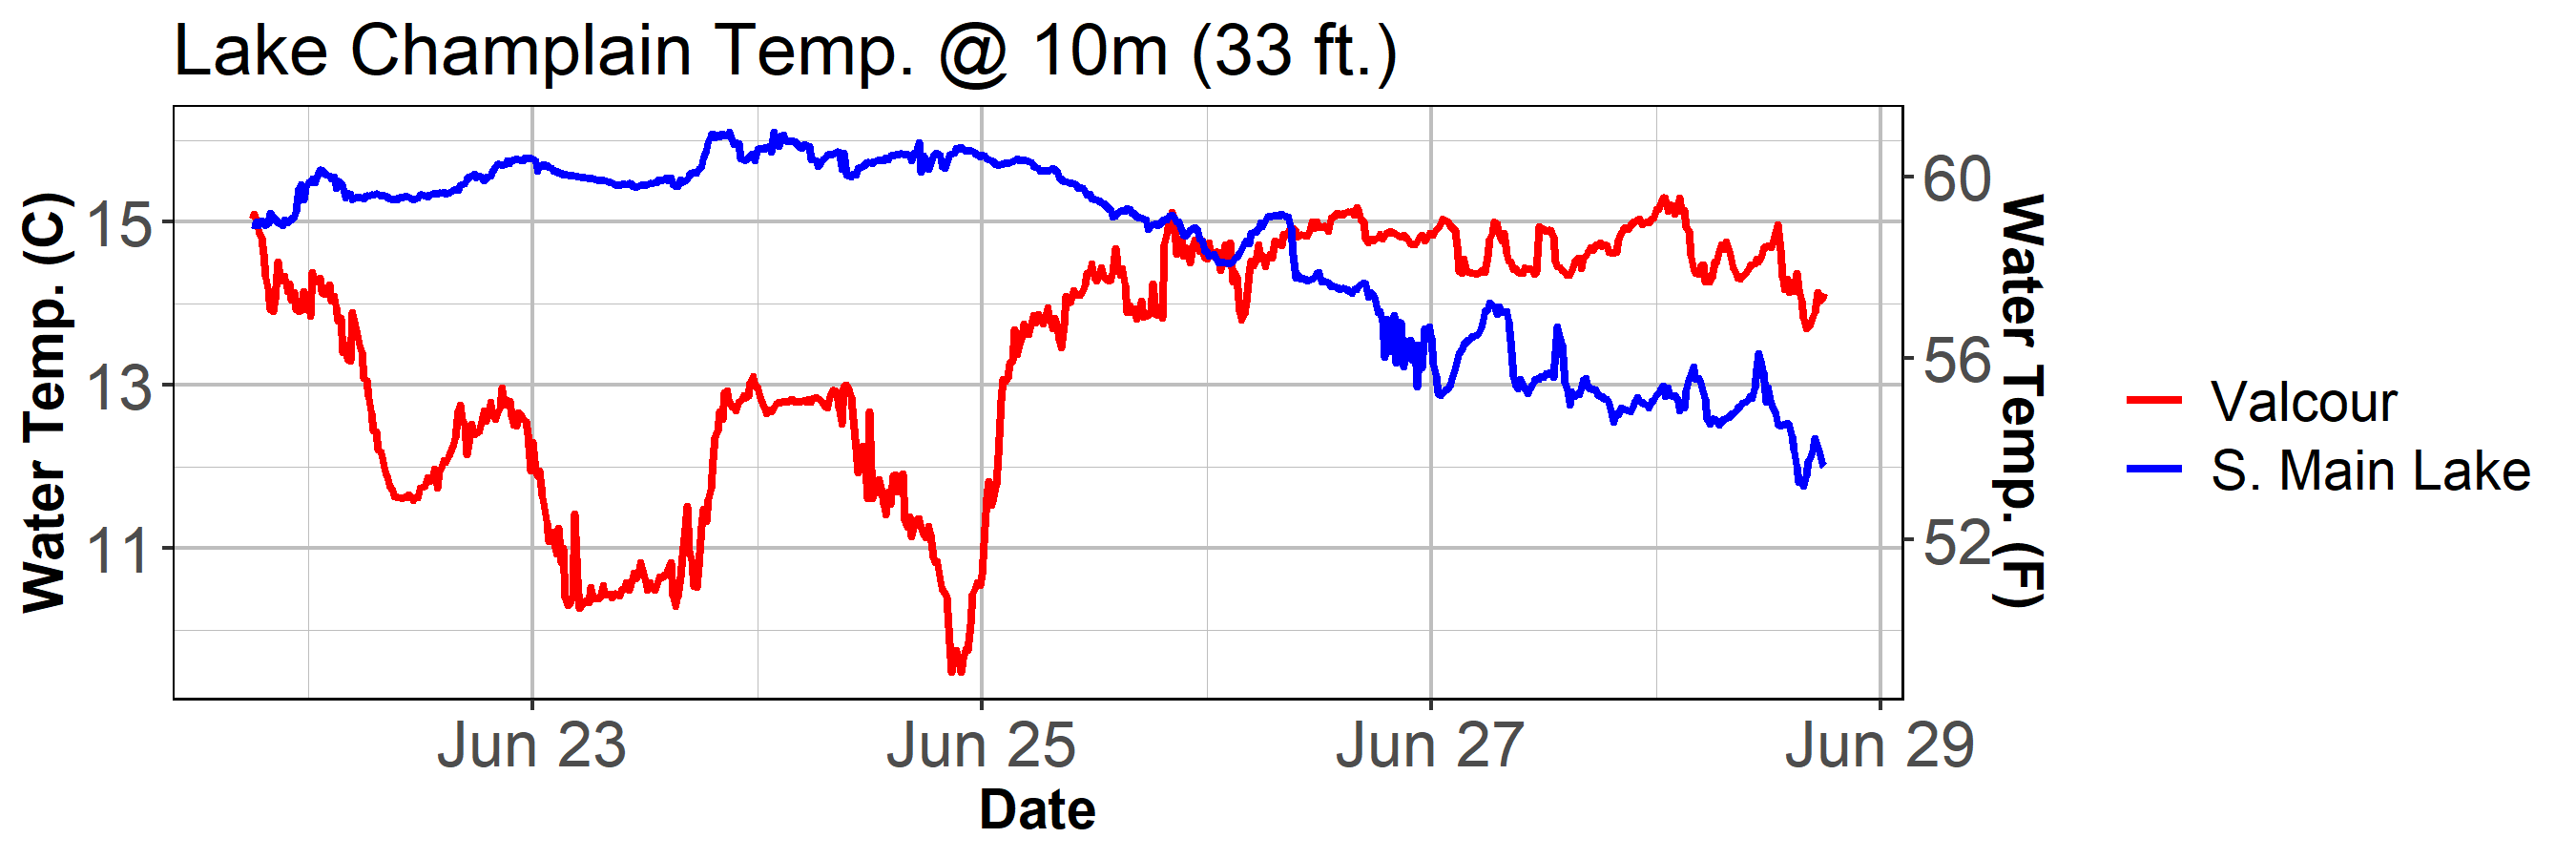 Lake Champlain Temp. @ 10m (33 ft.)
Water Temp. (C)
15
13
11
60
56
52
Water Temp. (F)
Jun 23
Jun 25
Jun 27
Jun 29
Date
Valcour
S. Main Lake